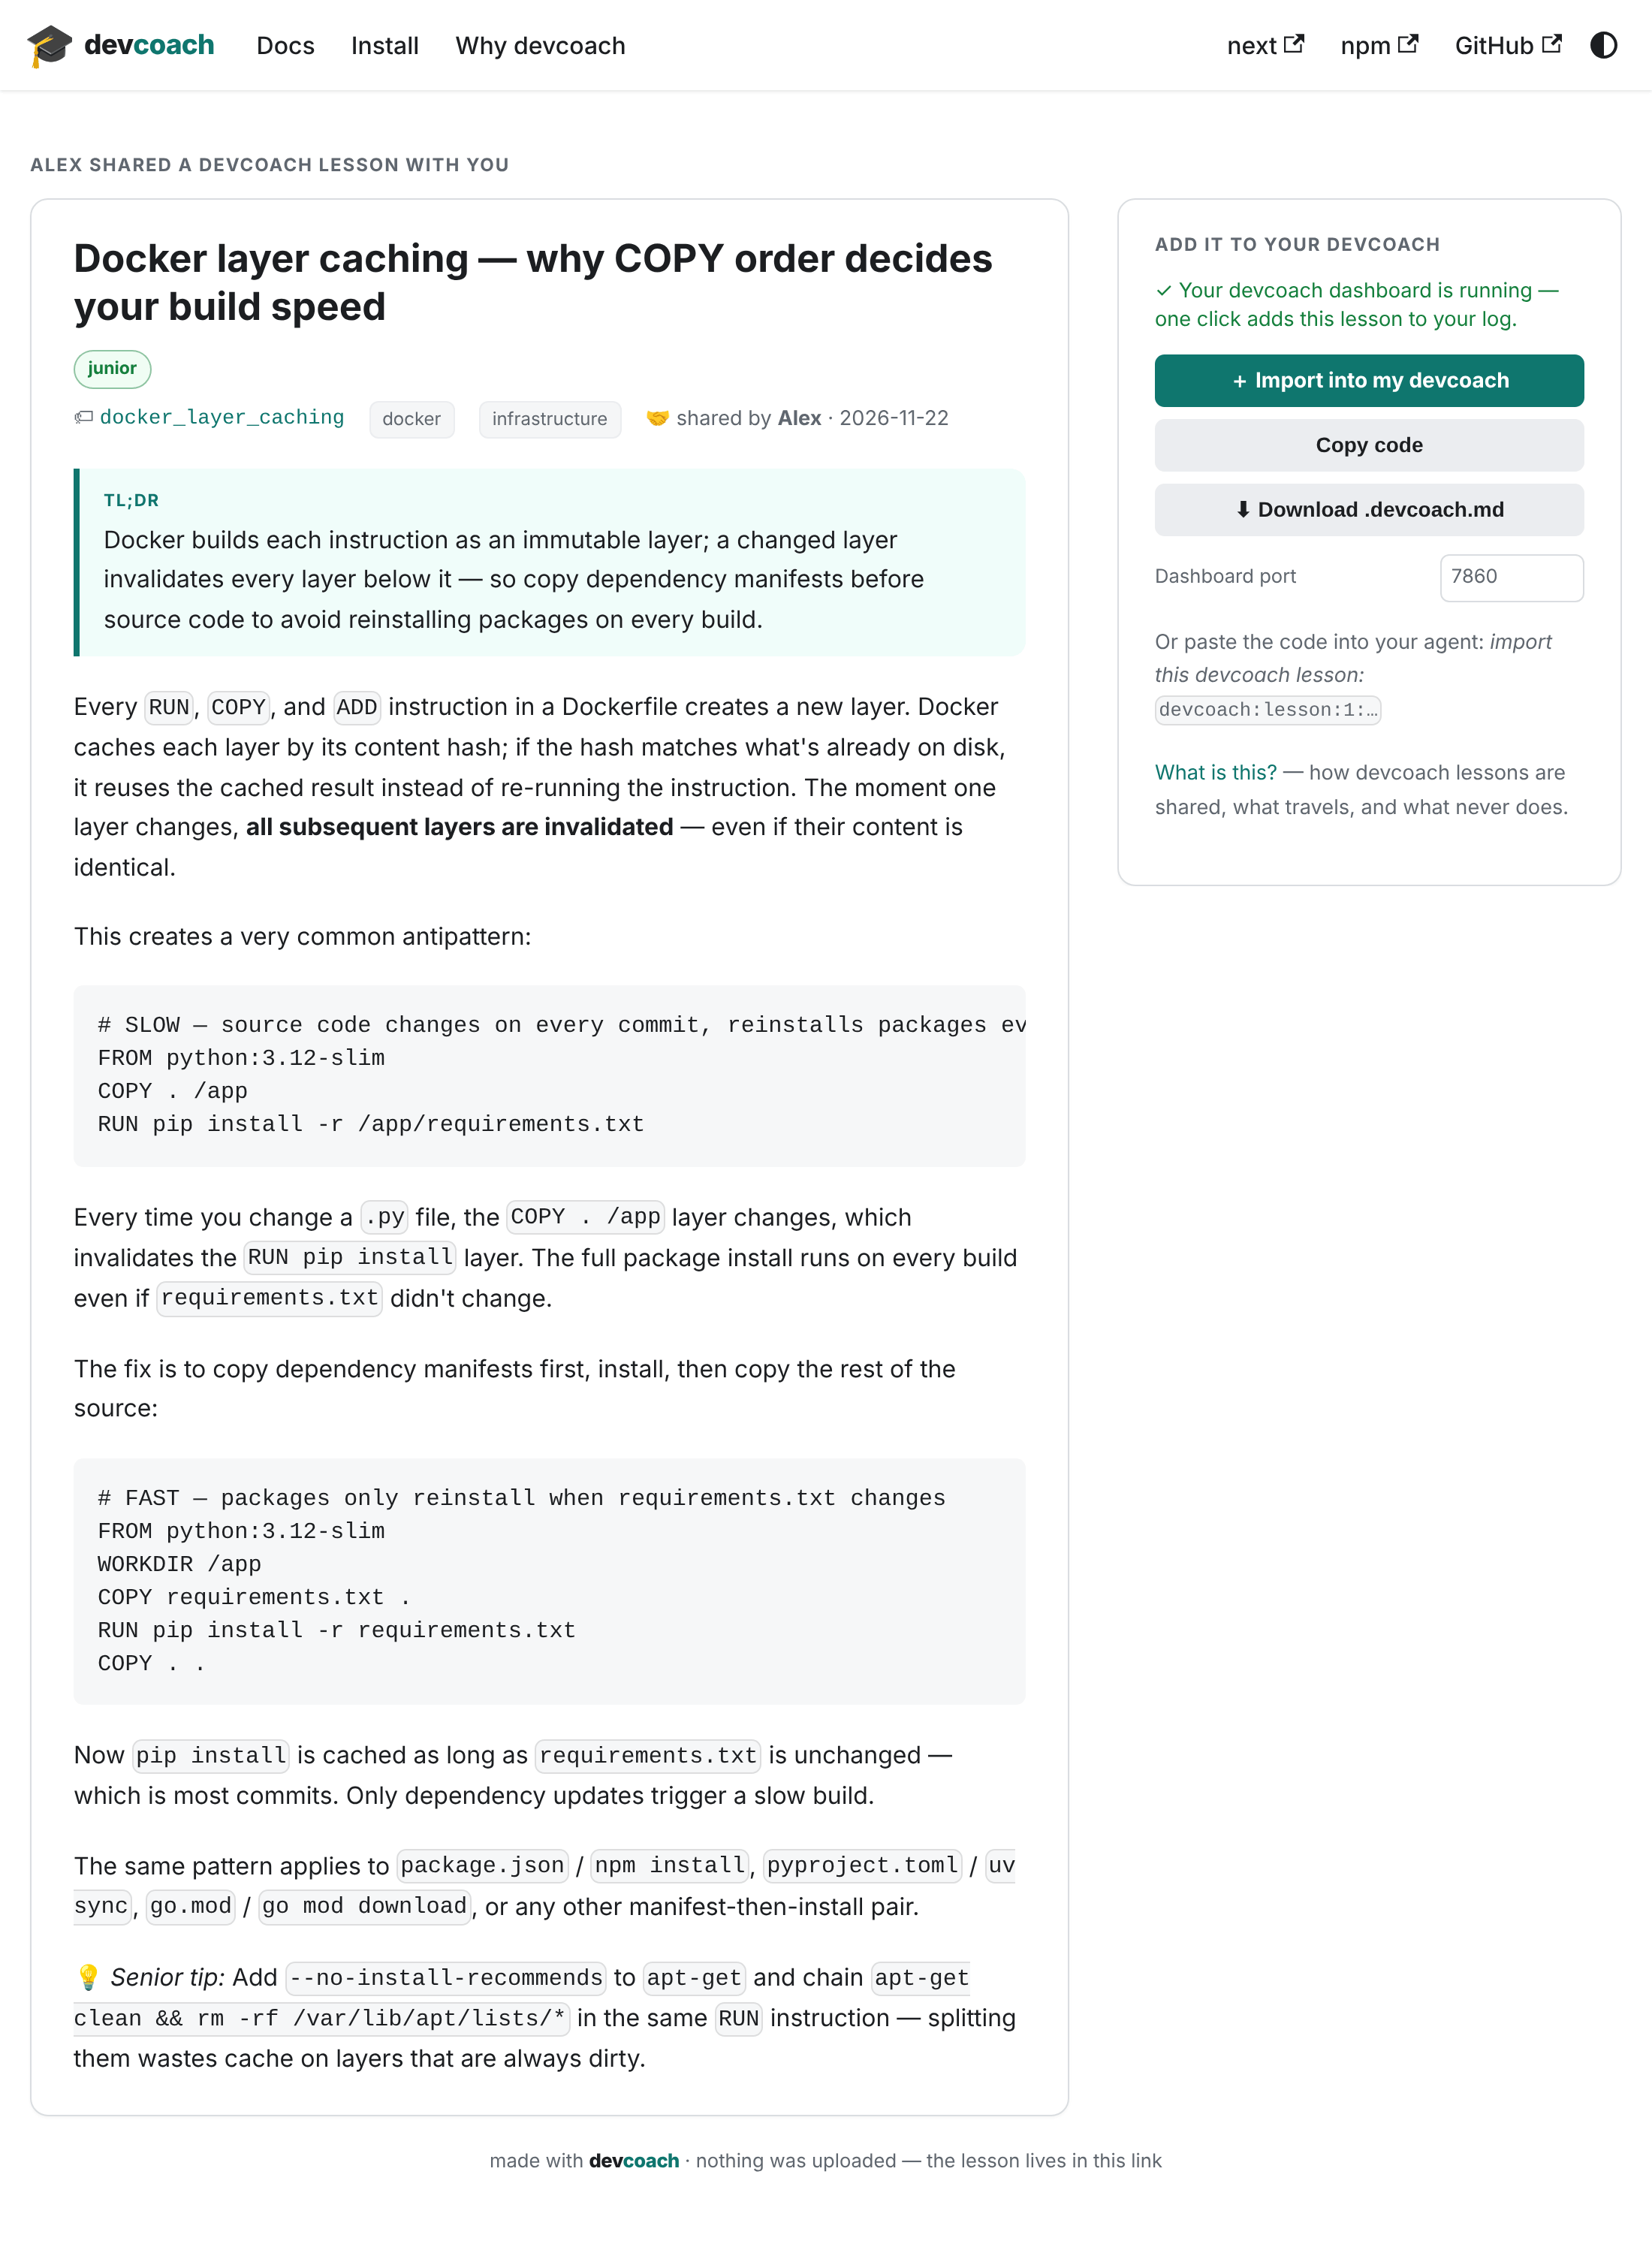 🎓 devcoach Docs Install Why devcoach next npm GitHub
ALEX SHARED A DEVCOACH LESSON WITH YOU
Docker layer caching — why COPY order decides
your build speed
junior
🏷 docker_layer_caching docker infrastructure 🤝 shared by Alex · 2026-11-22
TL;DR
Docker builds each instruction as an immutable layer; a changed layer
invalidates every layer below it — so copy dependency manifests before
source code to avoid reinstalling packages on every build.
Every RUN, COPY, and ADD instruction in a Dockerfile creates a new layer. Docker
caches each layer by its content hash; if the hash matches what's already on disk,
it reuses the cached result instead of re-running the instruction. The moment one
layer changes, all subsequent layers are invalidated — even if their content is
identical.
This creates a very common antipattern:
# SLOW — source code changes on every commit, reinstalls packages ev
FROM python:3.12-slim
COPY . /app
RUN pip install -r /app/requirements.txt
Every time you change a .py file, the COPY . /app layer changes, which
invalidates the RUN pip install layer. The full package install runs on every build
even if requirements.txt didn't change.
The fix is to copy dependency manifests first, install, then copy the rest of the
source:
# FAST — packages only reinstall when requirements.txt changes
FROM python:3.12-slim
WORKDIR /app
COPY requirements.txt .
RUN pip install -r requirements.txt
COPY . .
Now pip install is cached as long as requirements.txt is unchanged —
which is most commits. Only dependency updates trigger a slow build.
The same pattern applies to package.json / npm install, pyproject.toml / uv
sync, go.mod / go mod download, or any other manifest-then-install pair.
💡 Senior tip: Add --no-install-recommends to apt-get and chain apt-get
clean && rm -rf /var/lib/apt/lists/* in the same RUN instruction — splitting
them wastes cache on layers that are always dirty.
ADD IT TO YOUR DEVCOACH
✓ Your devcoach dashboard is running —
one click adds this lesson to your log.
+ Import into my devcoach
Copy code
⬇ Download .devcoach.md
Dashboard port 7860
Or paste the code into your agent: import
this devcoach lesson:
devcoach:lesson:1:…
What is this? — how devcoach lessons are
shared, what travels, and what never does.
made with devcoach · nothing was uploaded — the lesson lives in this link